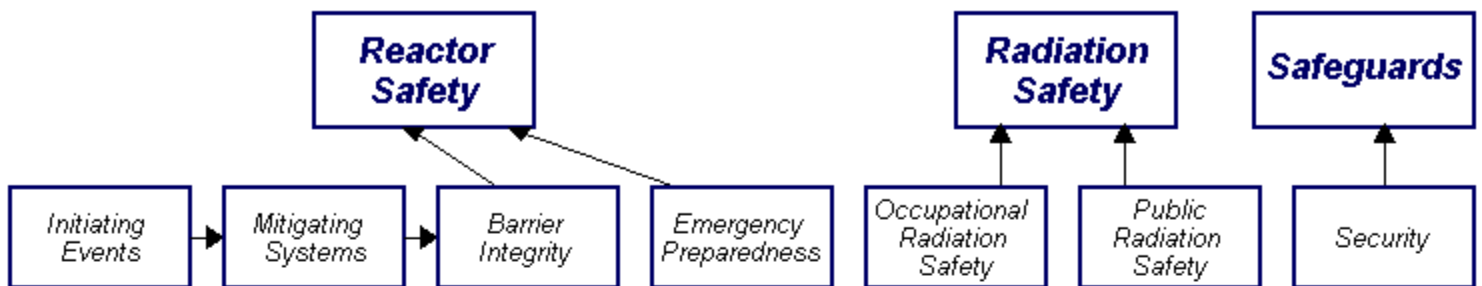 Reactor
Safety
Radiation
Safety
Safeguards
Initiating
Events
Mitigating
Systems
Barrier
Integrity
Emergency
Preparedness
Occupational
Radiation
Safety
Public
Radiation
Safety
Security